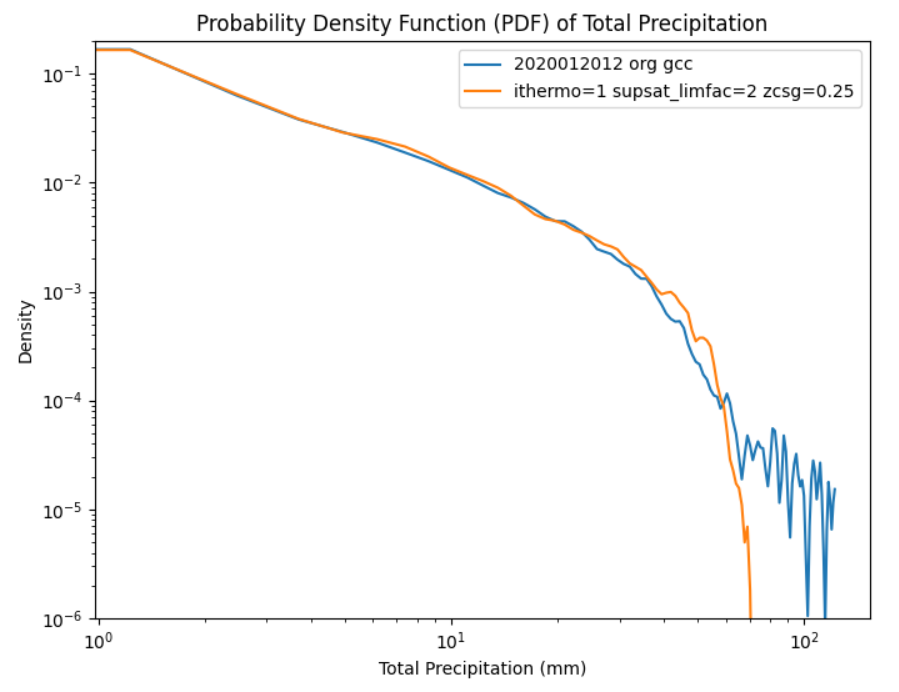 Probability Density Function (PDF) of Total Precipitation
2020012012 org gcc
ithermo=1 supsat_limfac=2 zcsg=0.25
Density
10⁻¹
10⁻²
10⁻³
10⁻⁴
10⁻⁵
10⁻⁶
10⁰ 10¹ 10²
Total Precipitation (mm)